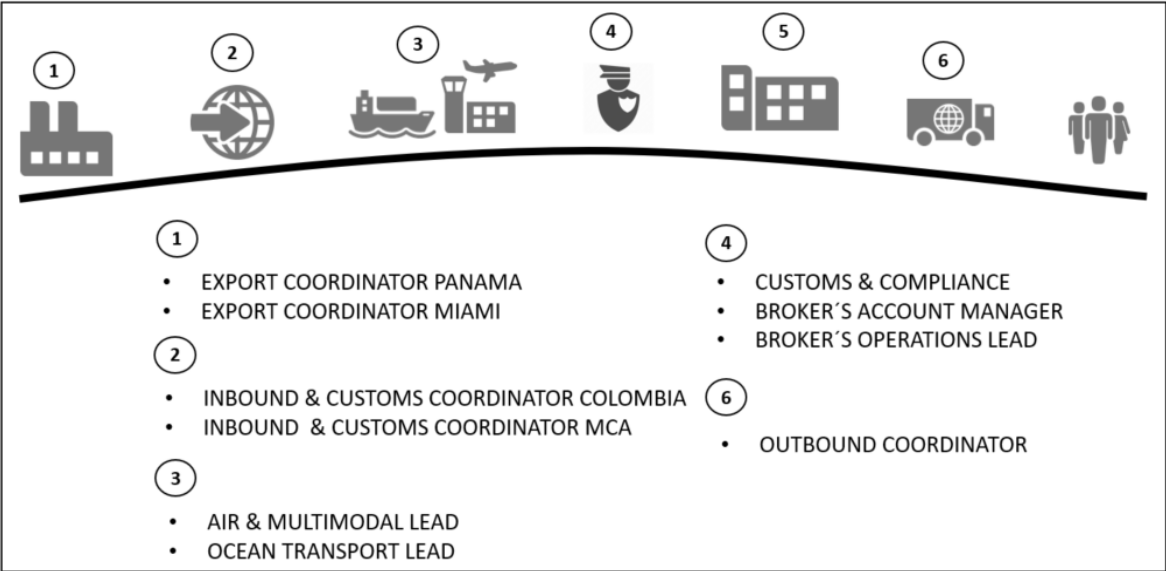 1
2
3
4
5
6
1
• EXPORT COORDINATOR PANAMA
• EXPORT COORDINATOR MIAMI
2
• INBOUND & CUSTOMS COORDINATOR COLOMBIA
• INBOUND  & CUSTOMS COORDINATOR MCA
3
• AIR & MULTIMODAL LEAD
• OCEAN TRANSPORT LEAD
4
• CUSTOMS & COMPLIANCE
• BROKER´S ACCOUNT MANAGER
• BROKER´S OPERATIONS LEAD
6
• OUTBOUND COORDINATOR